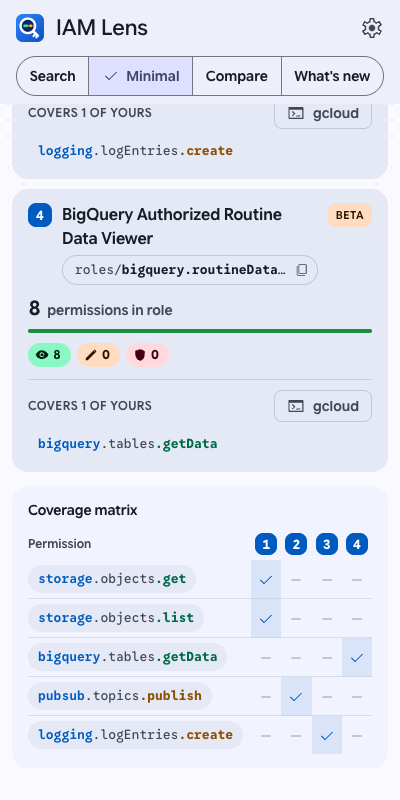 IAM Lens
Search
Minimal
Compare
What's new
COVERS 1 OF YOURS
gcloud
logging.logEntries.create
4
BigQuery Authorized Routine
Data Viewer
BETA
roles/bigquery.routineData…
8 permissions in role
8
0
0
COVERS 1 OF YOURS
gcloud
bigquery.tables.getData
Coverage matrix
Permission 1 2 3 4
storage.objects.get – – –
storage.objects.list – – –
bigquery.tables.getData – – –
pubsub.topics.publish – – –
logging.logEntries.create – – –